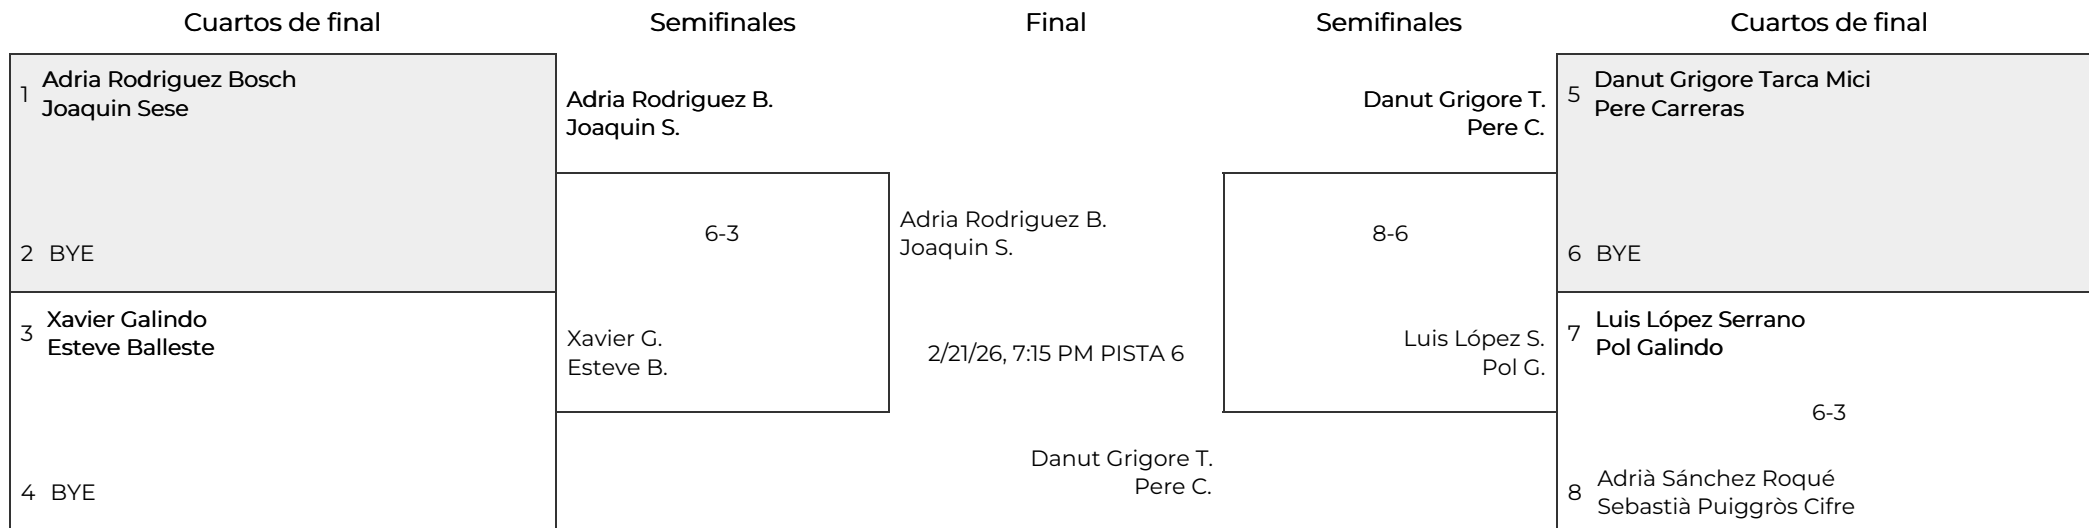 Cuartos de final
Semifinales
Final
Semifinales
Cuartos de final
1
Adria Rodriguez Bosch
Joaquin Sese
2 BYE
3
Xavier Galindo
Esteve Balleste
4 BYE
Adria Rodriguez B.
Joaquin S.
6-3
Xavier G.
Esteve B.
Adria Rodriguez B.
Joaquin S.
2/21/26, 7:15 PM PISTA 6
Danut Grigore T.
Pere C.
Danut Grigore T.
Pere C.
8-6
Luis López S.
Pol G.
5
Danut Grigore Tarca Mici
Pere Carreras
6 BYE
7
Luis López Serrano
Pol Galindo
6-3
8
Adrià Sánchez Roqué
Sebastià Puiggròs Cifre